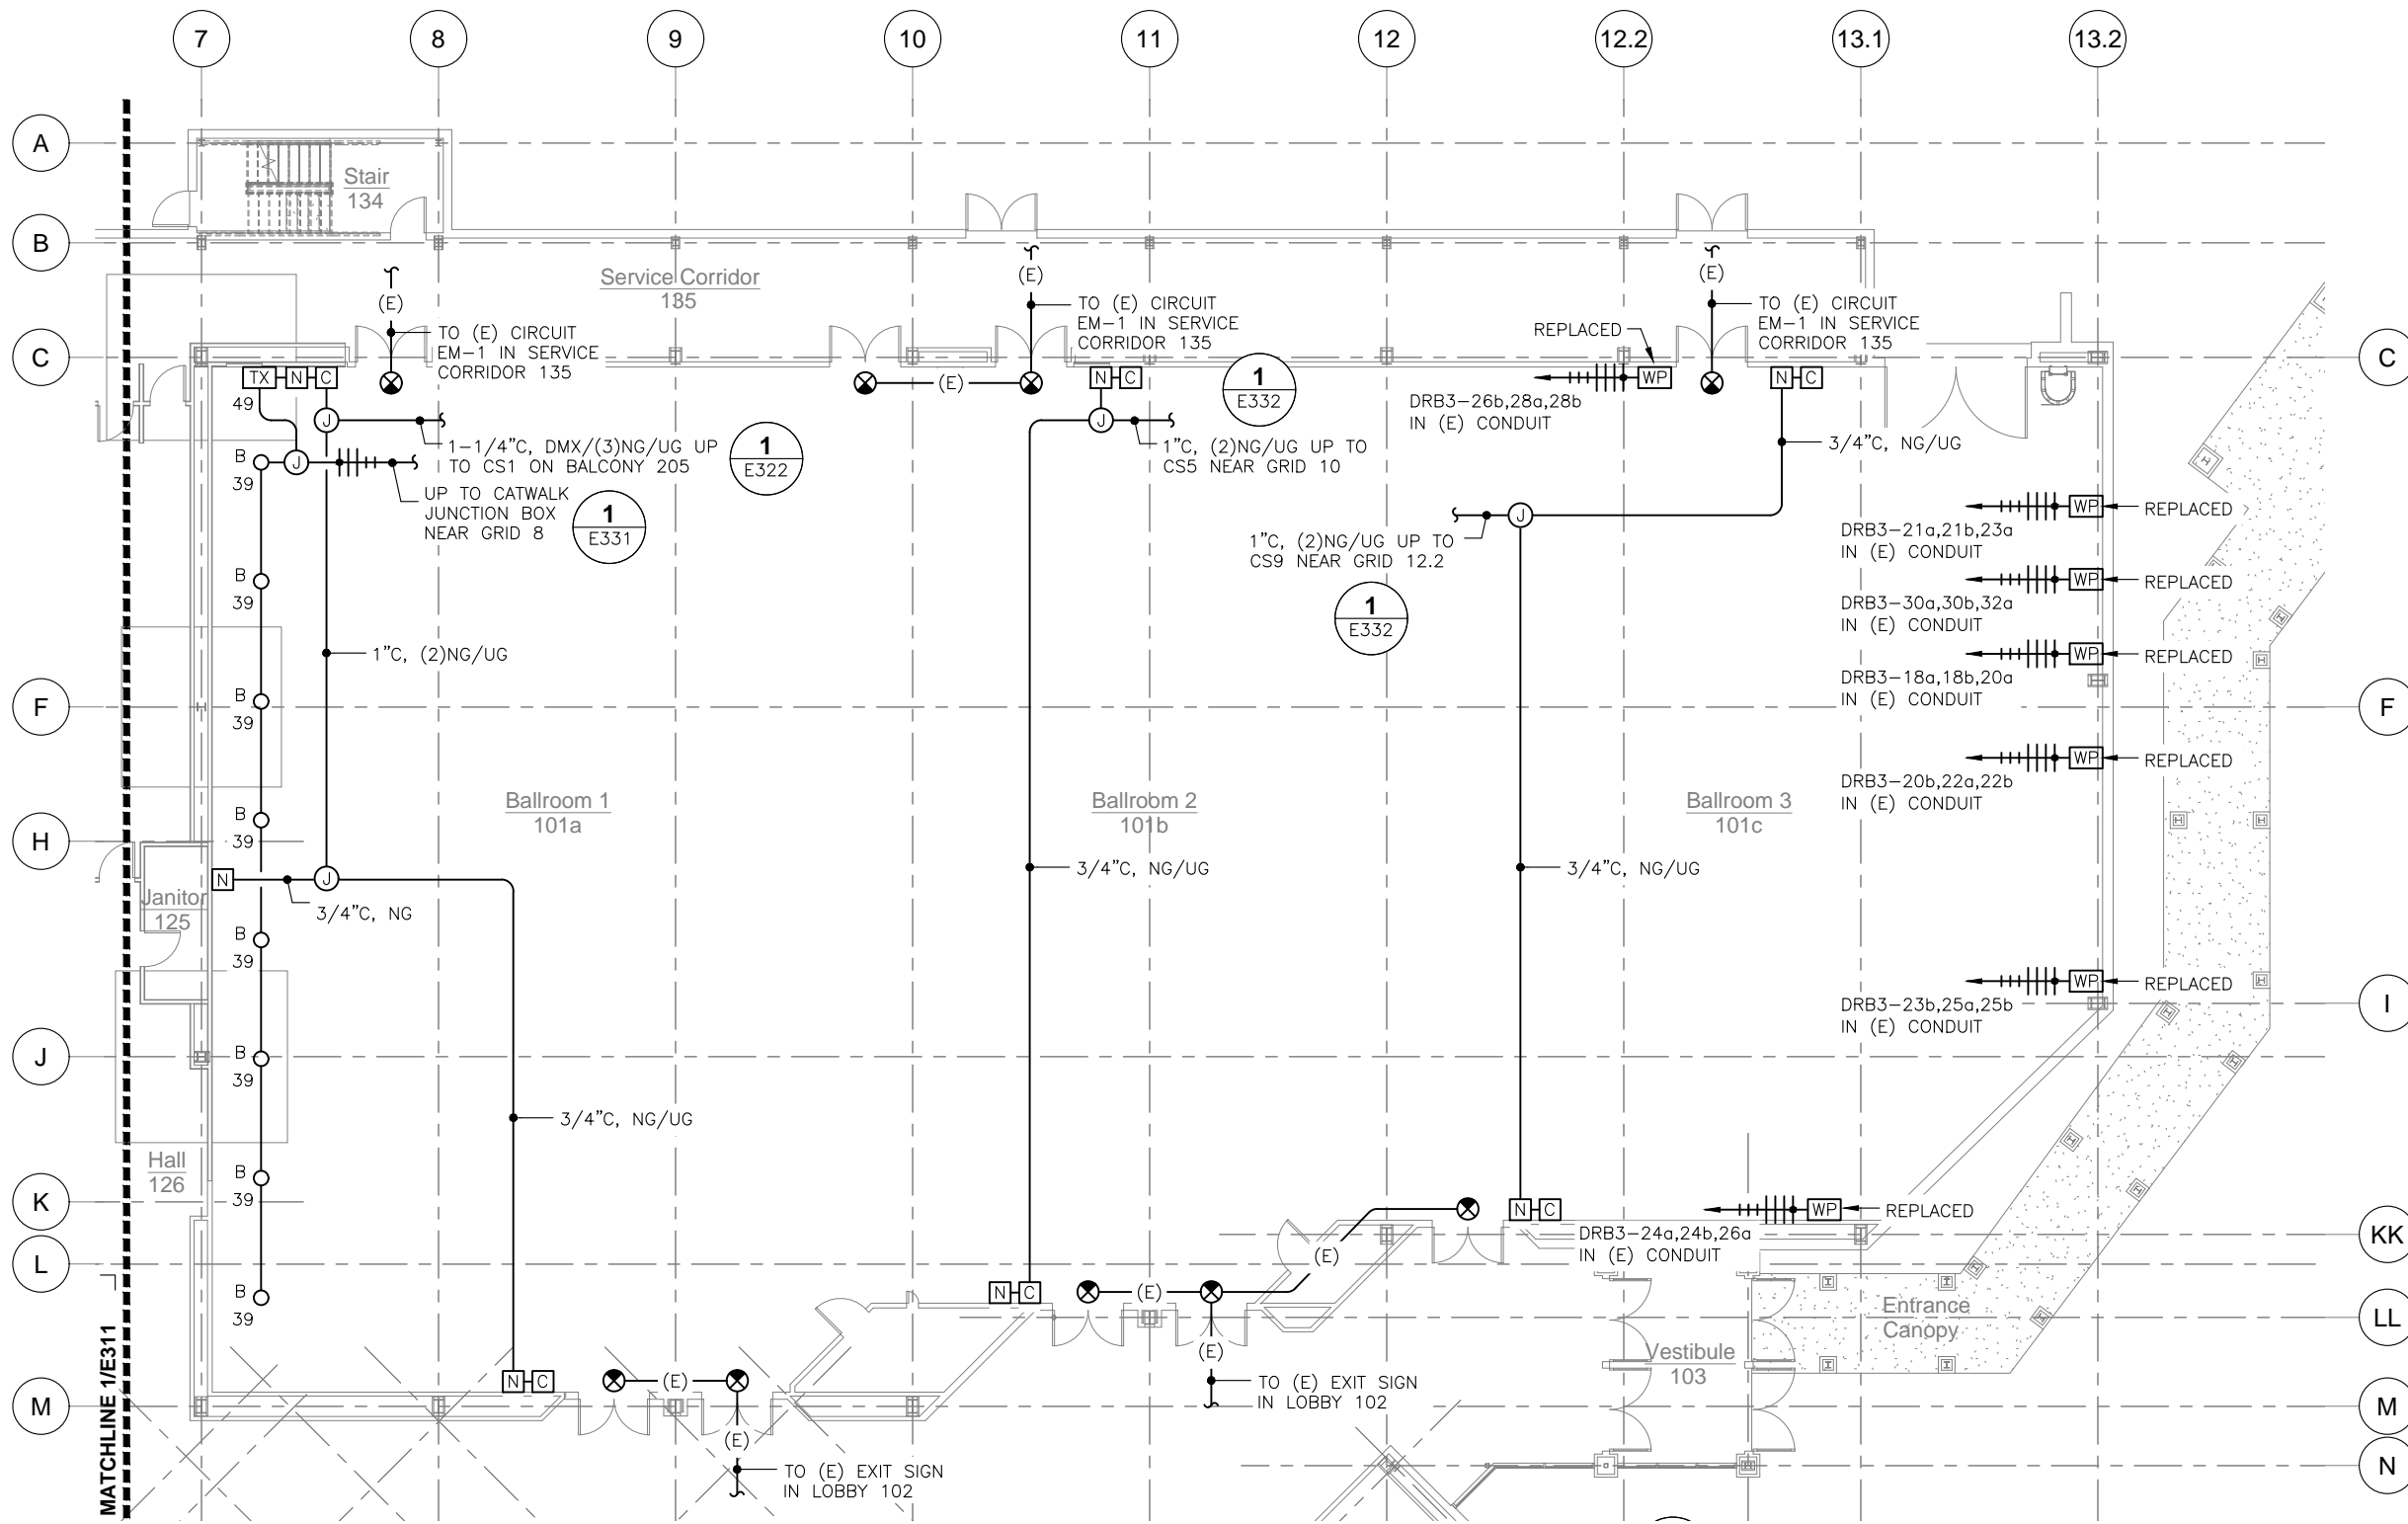 7
8
9
10
11
12
12.2
13.1
13.2
A
B
C
F
H
J
K
L
M
C
F
I
KK
LL
M
N
MATCHLINE 1/E311
Stair
134
Service Corridor
135
(E)
TO (E) CIRCUIT
EM-1 IN SERVICE
CORRIDOR 135
(E)
(E)
TO (E) CIRCUIT
EM-1 IN SERVICE
CORRIDOR 135
(E)
TO (E) CIRCUIT
EM-1 IN SERVICE
CORRIDOR 135
REPLACED
WP
DRB3-26b,28a,28b
IN (E) CONDUIT
TX
N
C
49
J
J
1-1/4"C, DMX/(3)NG/UG UP
TO CS1 ON BALCONY 205
1
E322
UP TO CATWALK
JUNCTION BOX
NEAR GRID 8
1
E331
N
C
J
1"C, (2)NG/UG UP TO
CS5 NEAR GRID 10
1
E332
N
C
3/4"C, NG/UG
J
1"C, (2)NG/UG UP TO
CS9 NEAR GRID 12.2
1
E332
B
39
B
39
B
39
B
39
B
39
B
39
B
39
B
39
1"C, (2)NG/UG
WP
REPLACED
DRB3-21a,21b,23a
IN (E) CONDUIT
WP
REPLACED
DRB3-30a,30b,32a
IN (E) CONDUIT
WP
REPLACED
DRB3-18a,18b,20a
IN (E) CONDUIT
WP
REPLACED
DRB3-20b,22a,22b
IN (E) CONDUIT
WP
REPLACED
DRB3-23b,25a,25b
IN (E) CONDUIT
Ballroom 1
101a
Ballroom 2
101b
Ballroom 3
101c
Janitor
125
N
J
3/4"C, NG
3/4"C, NG/UG
3/4"C, NG/UG
3/4"C, NG/UG
Hall
126
N
C
N
C
N
C
WP
REPLACED
DRB3-24a,24b,26a
IN (E) CONDUIT
(E)
(E)
(E)
TO (E) EXIT SIGN
IN LOBBY 102
(E)
(E)
TO (E) EXIT SIGN
IN LOBBY 102
Vestibule
103
Entrance
Canopy